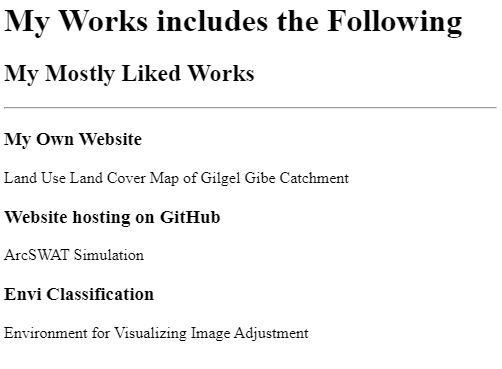 My Works includes the Following
My Mostly Liked Works
My Own Website
Land Use Land Cover Map of Gilgel Gibe Catchment
Website hosting on GitHub
ArcSWAT Simulation
Envi Classification
Environment for Visualizing Image Adjustment